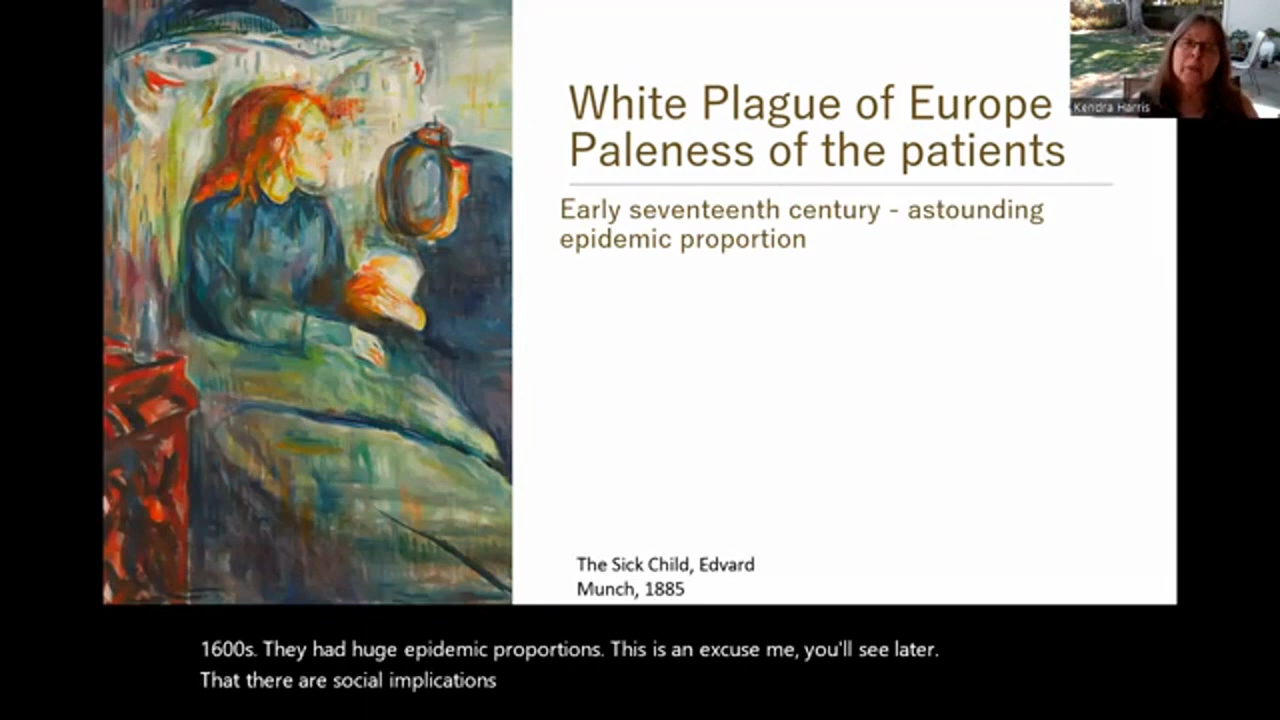 White Plague of Europe
Paleness of the patients
Kendra Harris
Early seventeenth century - astounding
epidemic proportion
The Sick Child, Edvard
Munch, 1885
1600s. They had huge epidemic proportions. This is an excuse me, you'll see later.
That there are social implications